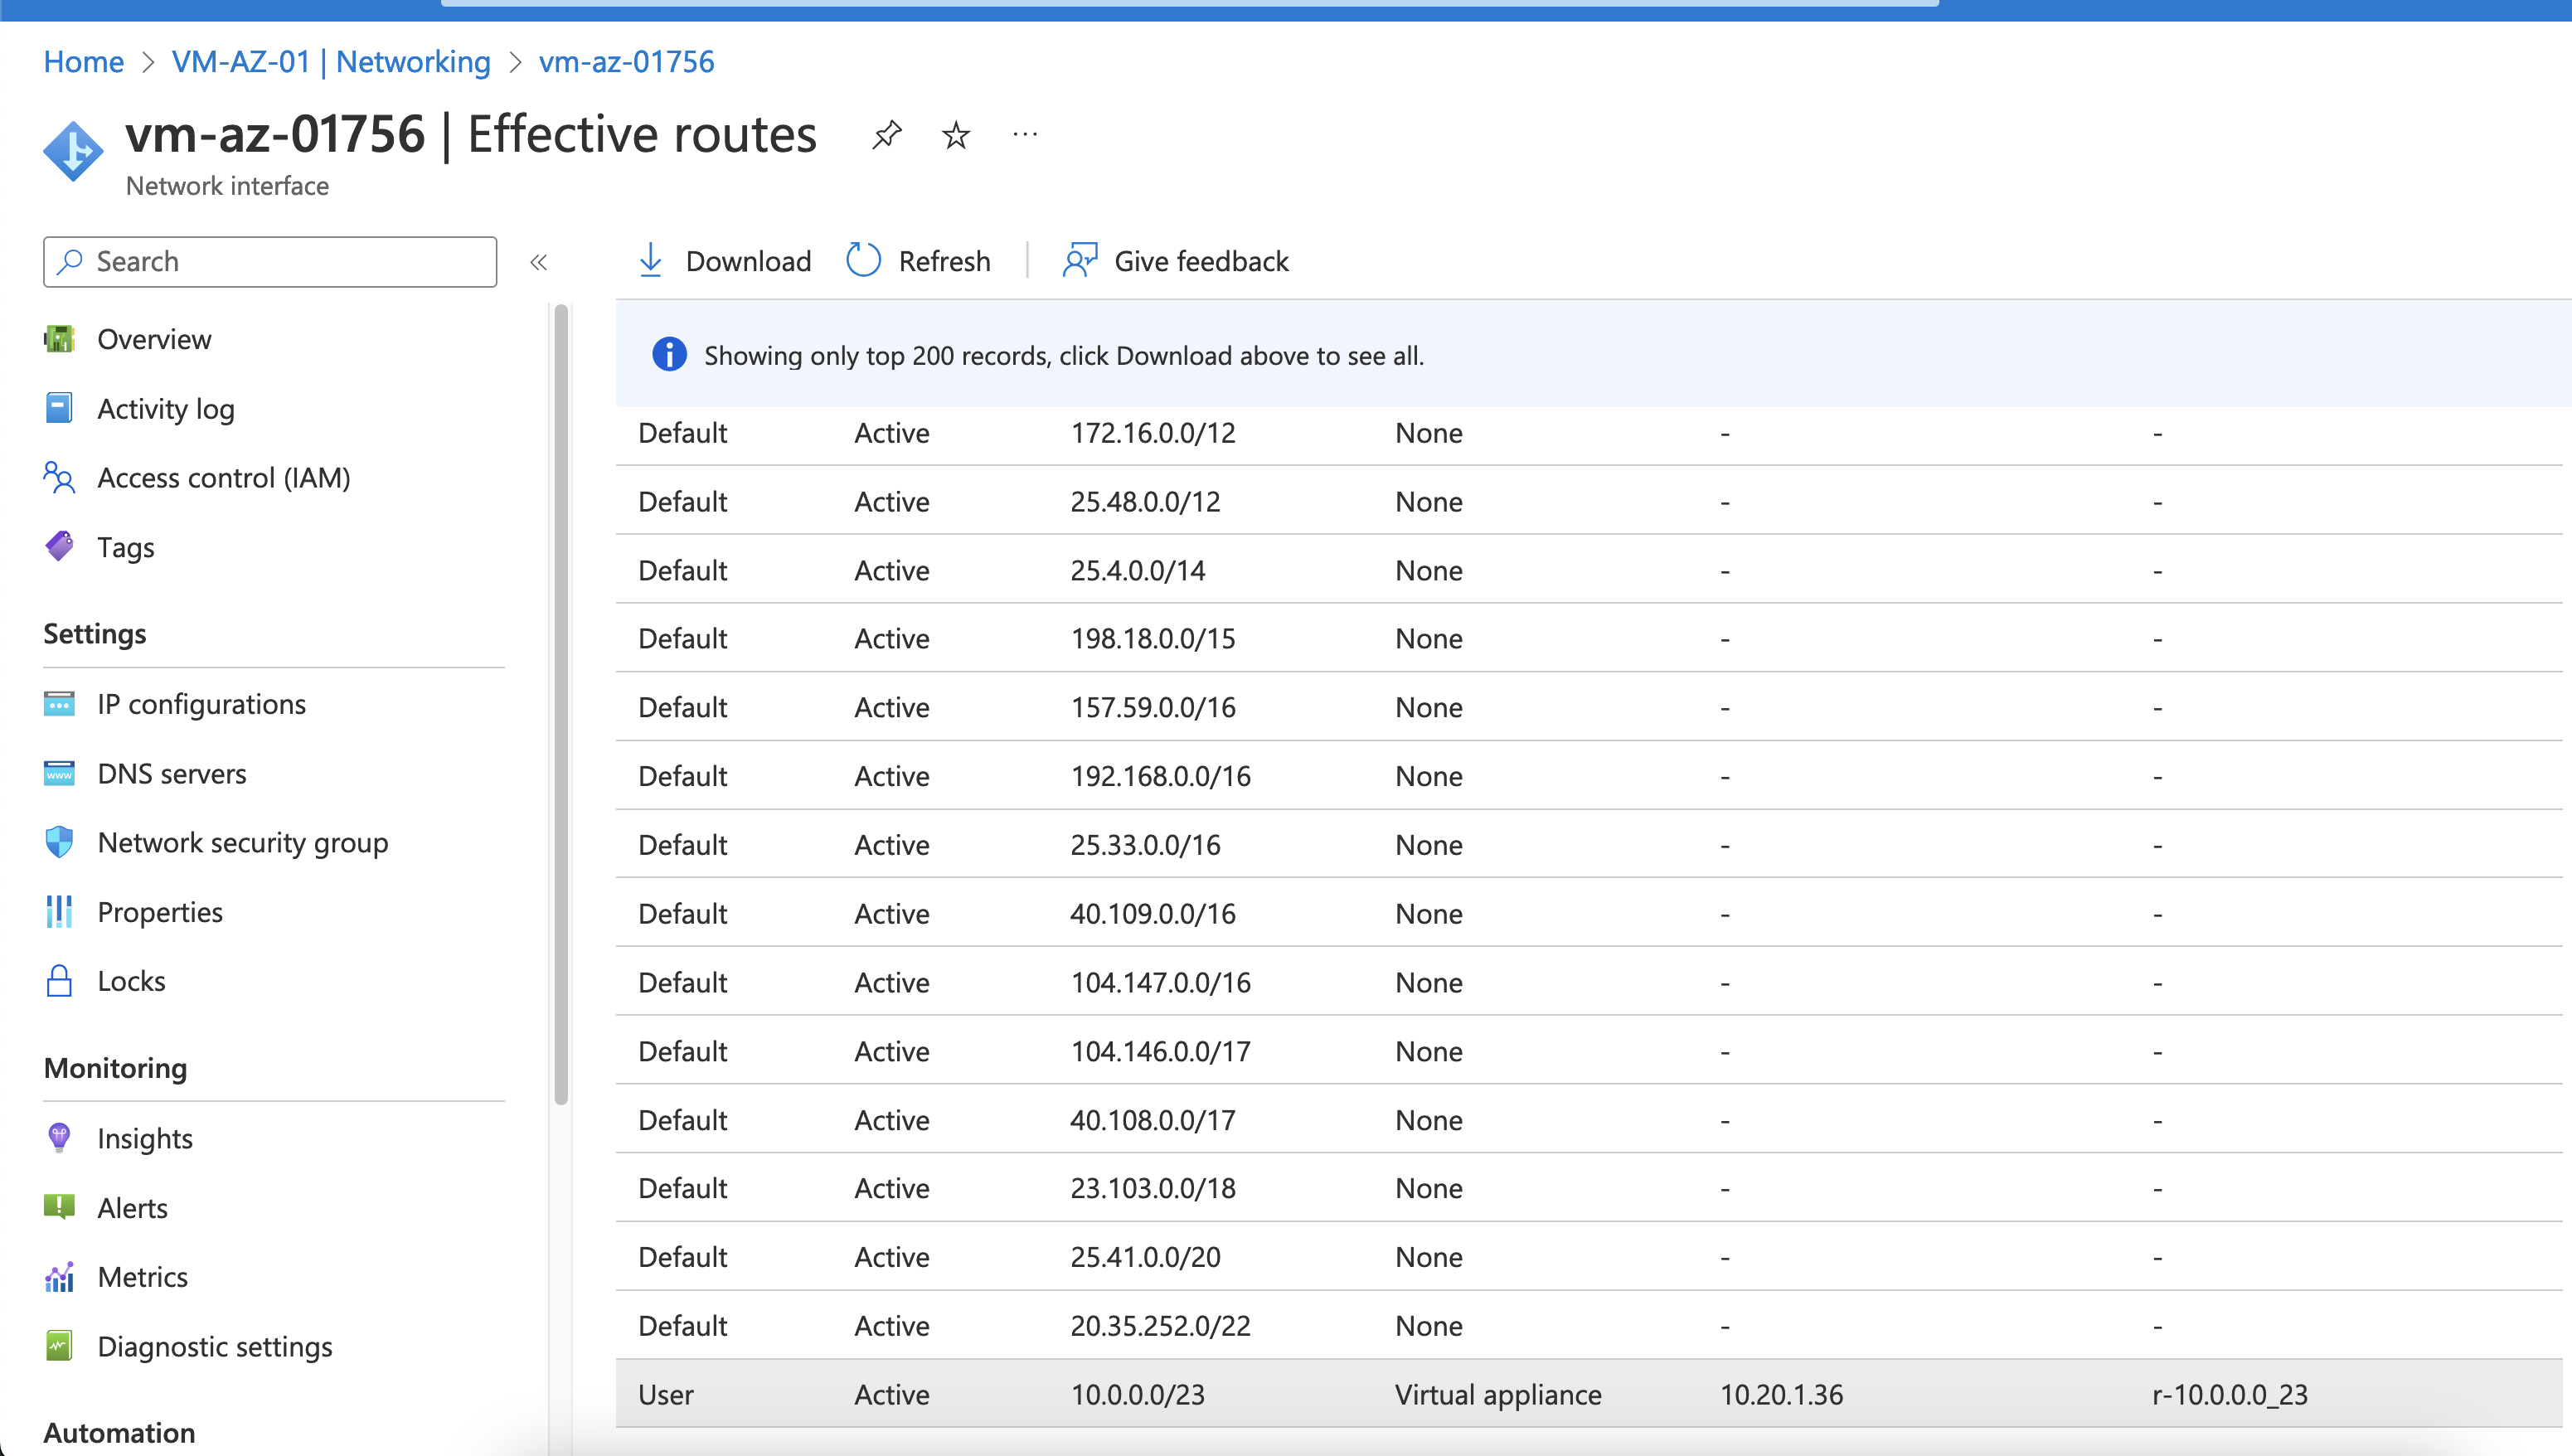 Home > VM-AZ-01 | Networking > vm-az-01756
vm-az-01756 | Effective routes ...
Network interface
Search «
Download Refresh | Give feedback
Showing only top 200 records, click Download above to see all.
Overview
Activity log
Access control (IAM)
Tags
Settings
IP configurations
DNS servers
Network security group
Properties
Locks
Monitoring
Insights
Alerts
Metrics
Diagnostic settings
Automation
Default Active 172.16.0.0/12 None - -
Default Active 25.48.0.0/12 None - -
Default Active 25.4.0.0/14 None - -
Default Active 198.18.0.0/15 None - -
Default Active 157.59.0.0/16 None - -
Default Active 192.168.0.0/16 None - -
Default Active 25.33.0.0/16 None - -
Default Active 40.109.0.0/16 None - -
Default Active 104.147.0.0/16 None - -
Default Active 104.146.0.0/17 None - -
Default Active 40.108.0.0/17 None - -
Default Active 23.103.0.0/18 None - -
Default Active 25.41.0.0/20 None - -
Default Active 20.35.252.0/22 None - -
User Active 10.0.0.0/23 Virtual appliance 10.20.1.36 r-10.0.0.0_23